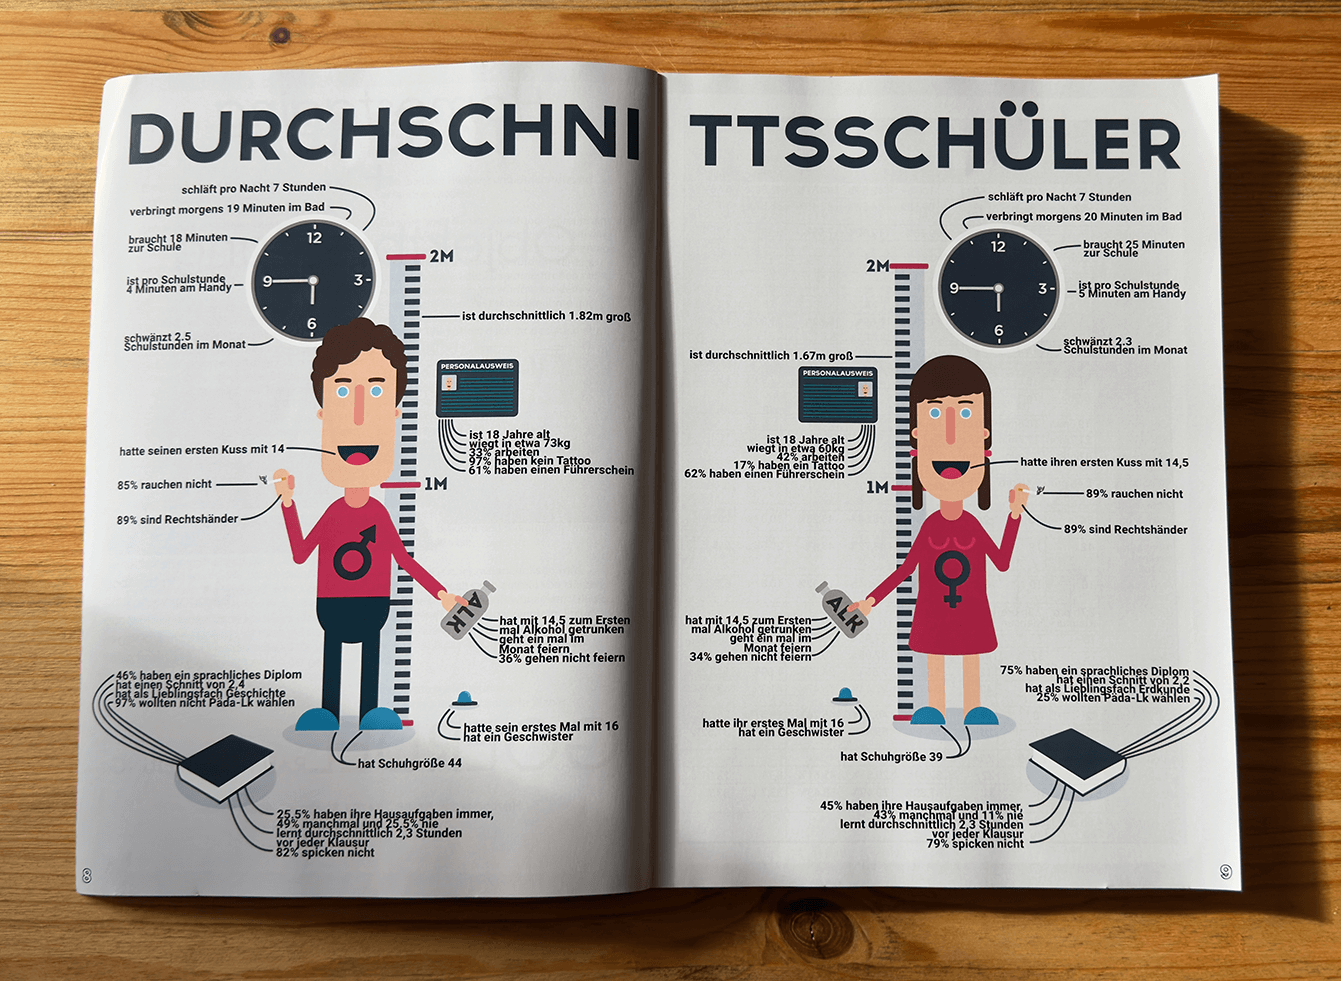 DURCHSCHNITTSSCHÜLER
schläft pro Nacht 7 Stunden
verbringt morgens 19 Minuten im Bad
braucht 18 Minuten
zur Schule
ist pro Schulstunde
4 Minuten am Handy
schwänzt 2.5
Schulstunden im Monat
12
9
3
6
2M
ist durchschnittlich 1.82m groß
PERSONALAUSWEIS
ist 18 Jahre alt
wiegt in etwa 73kg
33% arbeiten
97% haben kein Tattoo
61% haben einen Führerschein
hatte seinen ersten Kuss mit 14
85% rauchen nicht
89% sind Rechtshänder
1M
ALK
hat mit 14,5 zum Ersten
mal Alkohol getrunken
geht ein mal im
Monat feiern
36% gehen nicht feiern
46% haben ein sprachliches Diplom
hat einen Schnitt von 2,4
hat als Lieblingsfach Geschichte
97% wollten nicht Päda-Lk wählen
hatte sein erstes Mal mit 16
hat ein Geschwister
hat Schuhgröße 44
25,5% haben ihre Hausaufgaben immer,
49% manchmal und 25,5% nie
lernt durchschnittlich 2,3 Stunden
vor jeder Klausur
82% spicken nicht
8
schläft pro Nacht 7 Stunden
verbringt morgens 20 Minuten im Bad
braucht 25 Minuten
zur Schule
ist pro Schulstunde
5 Minuten am Handy
schwänzt 2.3
Schulstunden im Monat
12
9
3
6
2M
ist durchschnittlich 1.67m groß
PERSONALAUSWEIS
ist 18 Jahre alt
wiegt in etwa 60kg
42% arbeiten
17% haben ein Tattoo
62% haben einen Führerschein
hatte ihren ersten Kuss mit 14,5
1M
89% rauchen nicht
89% sind Rechtshänder
ALK
hat mit 14,5 zum Ersten
mal Alkohol getrunken
geht ein mal im
Monat feiern
34% gehen nicht feiern
75% haben ein sprachliches Diplom
hat einen Schnitt von 2,2
hat als Lieblingsfach Erdkunde
25% wollten Päda-Lk wählen
hatte ihr erstes Mal mit 16
hat ein Geschwister
hat Schuhgröße 39
45% haben ihre Hausaufgaben immer,
43% manchmal und 11% nie
lernt durchschnittlich 2,3 Stunden
vor jeder Klausur
79% spicken nicht
9